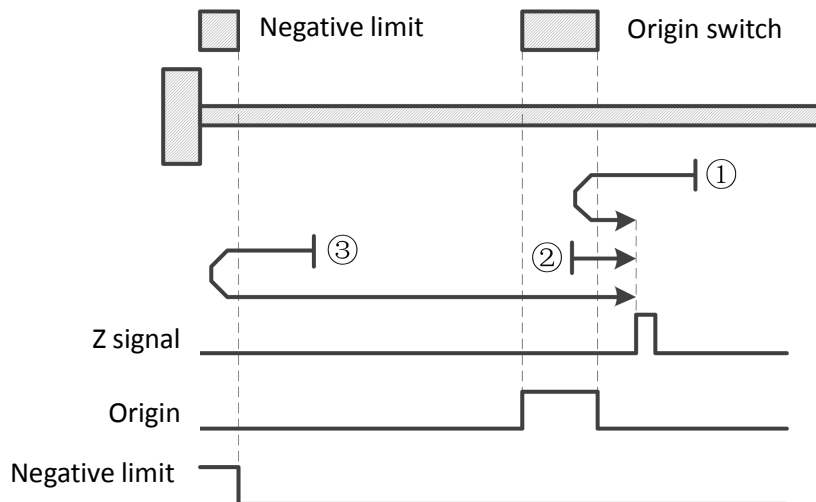 Negative limit
Origin switch
①
③
②
Z signal
Origin
Negative limit